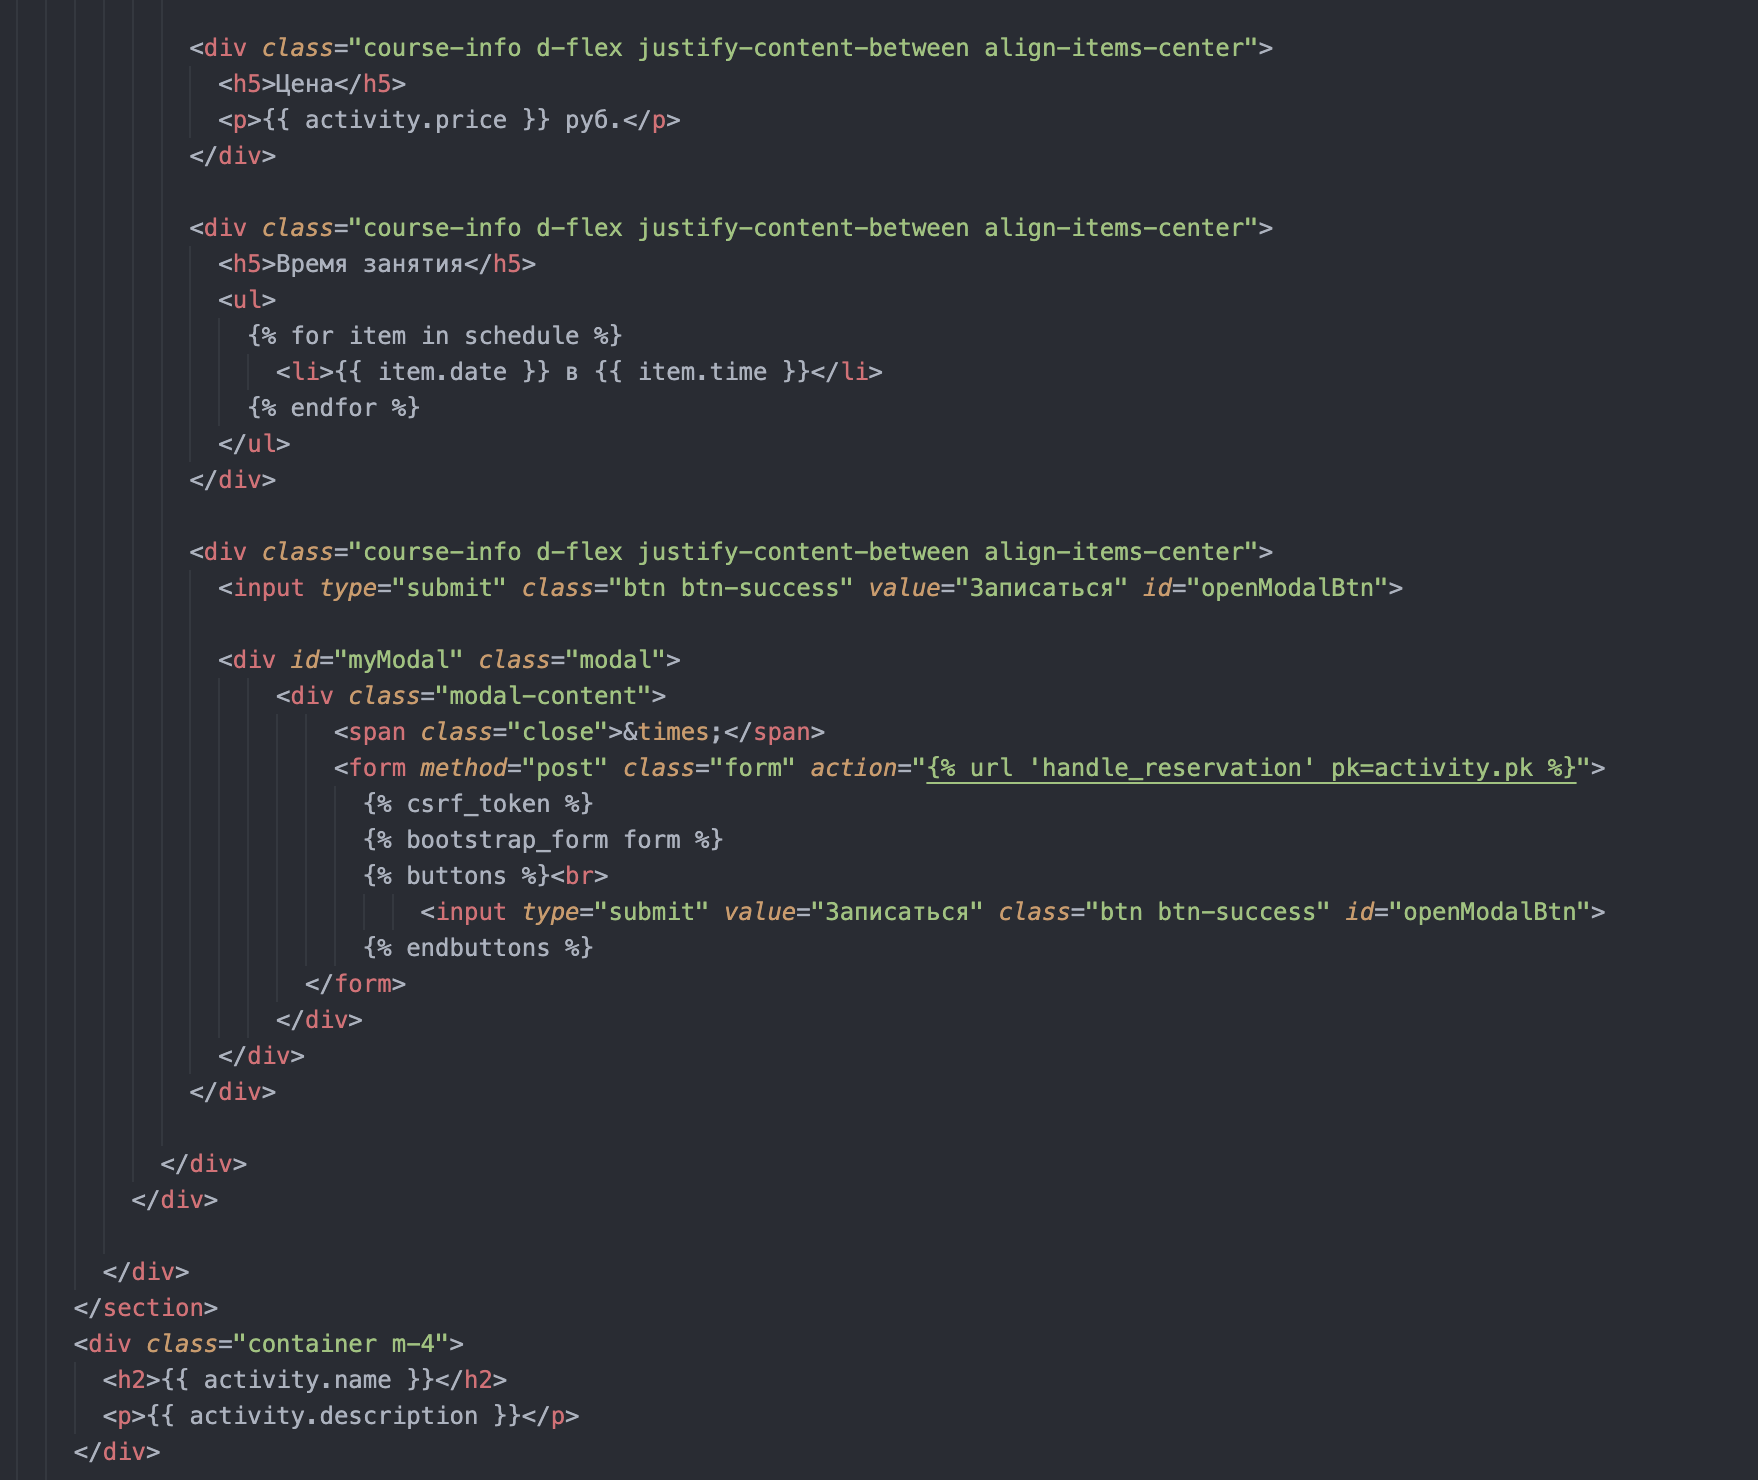 <div class="course-info d-flex justify-content-between align-items-center">
<h5>Цена</h5>
<p>{{ activity.price }} руб.</p>
</div>
<div class="course-info d-flex justify-content-between align-items-center">
<h5>Время занятия</h5>
<ul>
{% for item in schedule %}
<li>{{ item.date }} в {{ item.time }}</li>
{% endfor %}
</ul>
</div>
<div class="course-info d-flex justify-content-between align-items-center">
<input type="submit" class="btn btn-success" value="Записаться" id="openModalBtn">
<div id="myModal" class="modal">
<div class="modal-content">
<span class="close">&times;</span>
<form method="post" class="form" action="{% url 'handle_reservation' pk=activity.pk %}">
{% csrf_token %}
{% bootstrap_form form %}
{% buttons %}<br>
<input type="submit" value="Записаться" class="btn btn-success" id="openModalBtn">
{% endbuttons %}
</form>
</div>
</div>
</div>
</div>
</div>
</div>
</section>
<div class="container m-4">
<h2>{{ activity.name }}</h2>
<p>{{ activity.description }}</p>
</div>